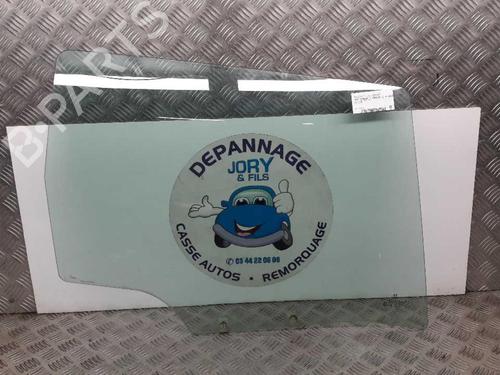 B-PARTS
DEPANNAGE
JORY
& FILS
03 44 22 06 06
CASSE AUTOS • REMORQUAGE •